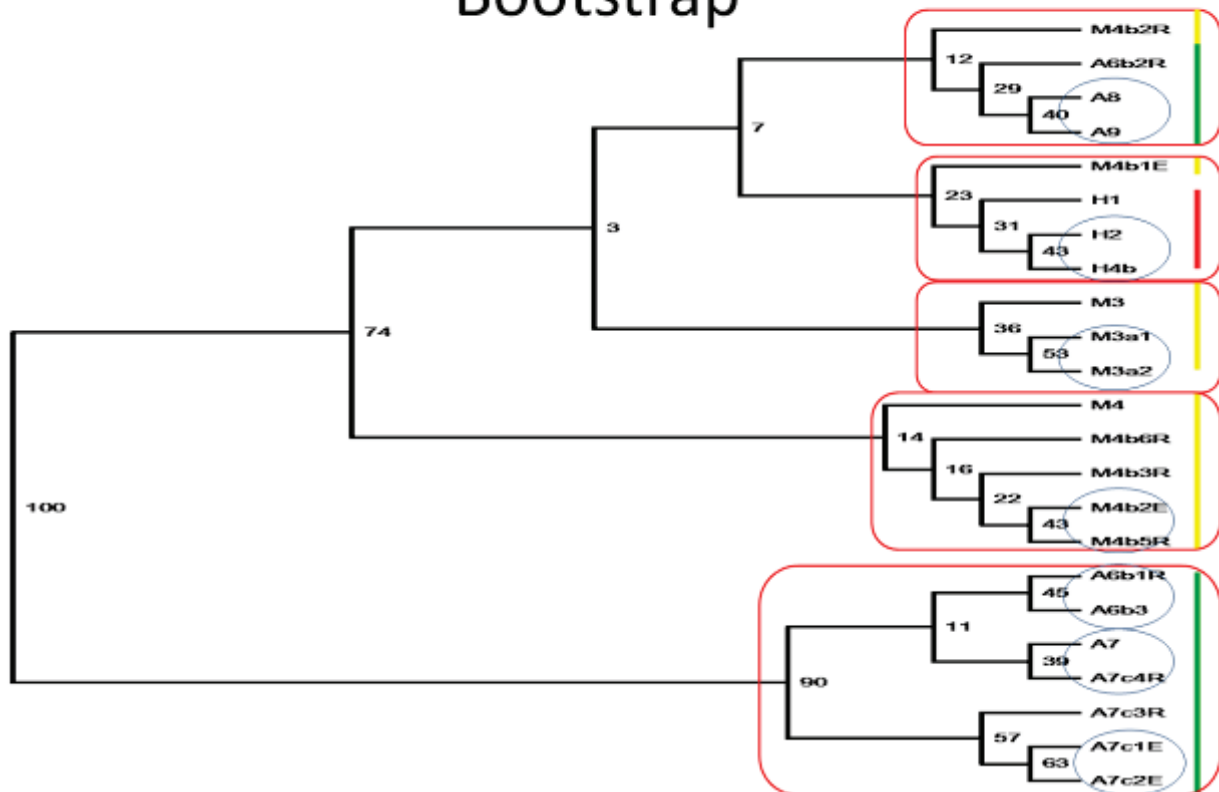 Bootstrap
M4b2R
12
A6b2R
29
A8
40
A9
7
M4b1E
23
H1
31
H2
43
H4b
3
M3
36
M3a1
53
M3a2
74
M4
14
M4b6R
16
M4b3R
22
M4b2E
43
M4b5R
100
A6b1R
45
A6b3
11
A7
39
A7c4R
90
A7c3R
57
A7c1E
63
A7c2E